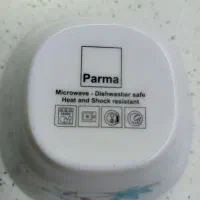 Parma
Microwave - Dishwasher safe
Heat and Shock resistant